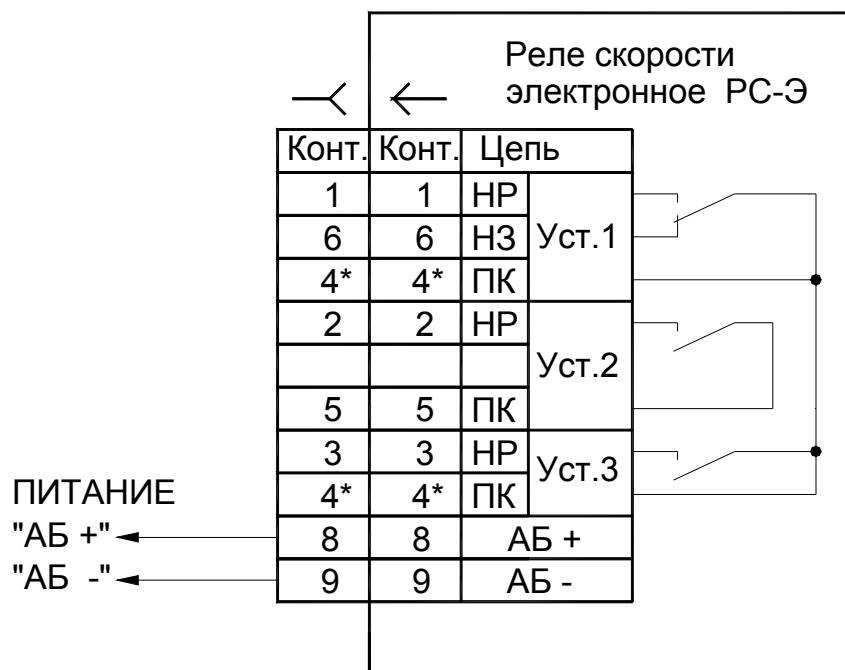 Реле скорости
электронное РС-Э
Конт. Конт. Цепь
1 1 НР
6 6 НЗ Уст.1
4* 4* ПК
2 2 НР
Уст.2
5 5 ПК
3 3 НР
Уст.3
4* 4* ПК
ПИТАНИЕ
"АБ +" 8 8 АБ +
"АБ -" 9 9 АБ -